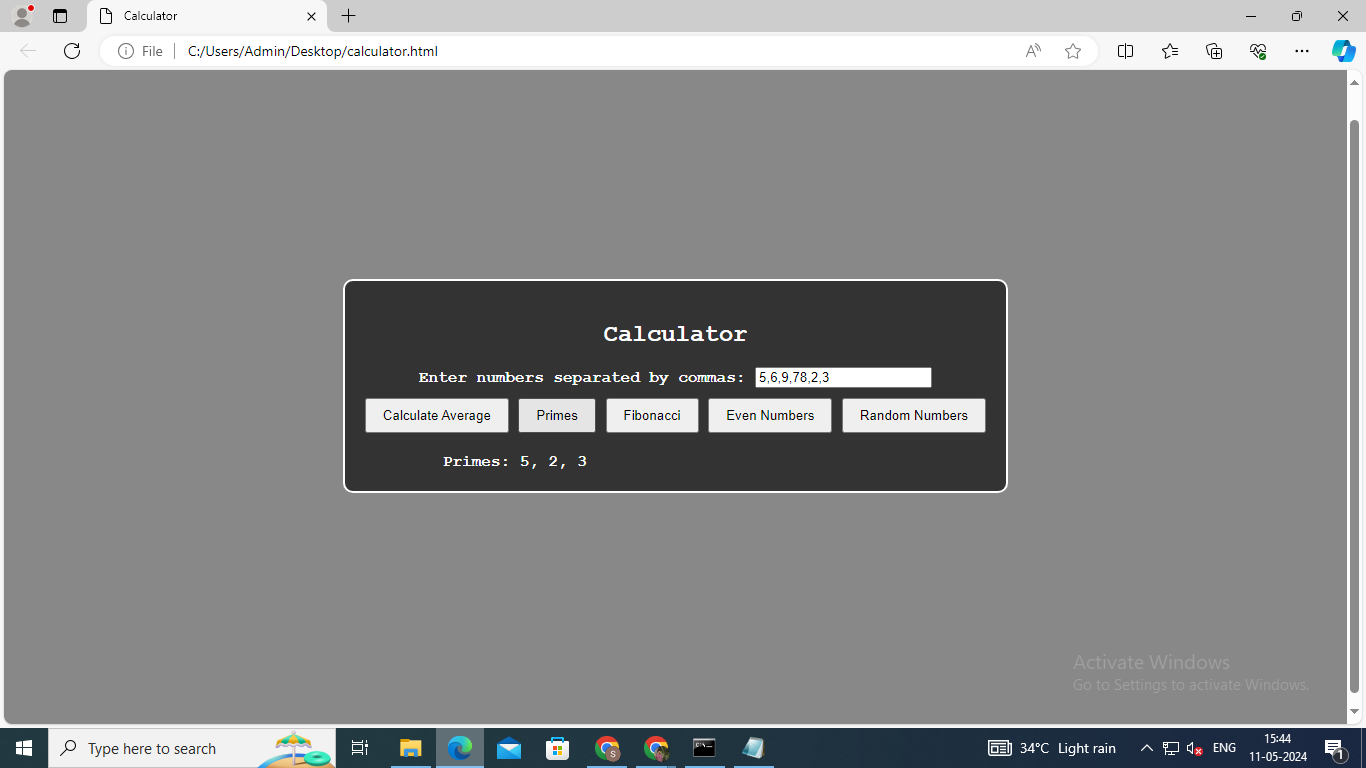 Calculator
File
C:/Users/Admin/Desktop/calculator.html
Calculator
Enter numbers separated by commas: 5,6,9,78,2,3
Calculate Average Primes Fibonacci Even Numbers Random Numbers
Primes: 5, 2, 3
Activate Windows
Go to Settings to activate Windows.
Type here to search
34°C Light rain
ENG
15:44
11-05-2024
1